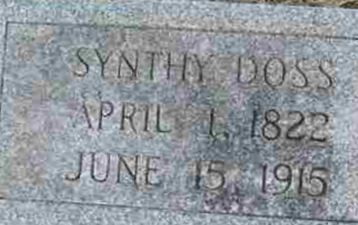 SYNTHY DOSS
APRIL 1, 1822
JUNE 15, 1915